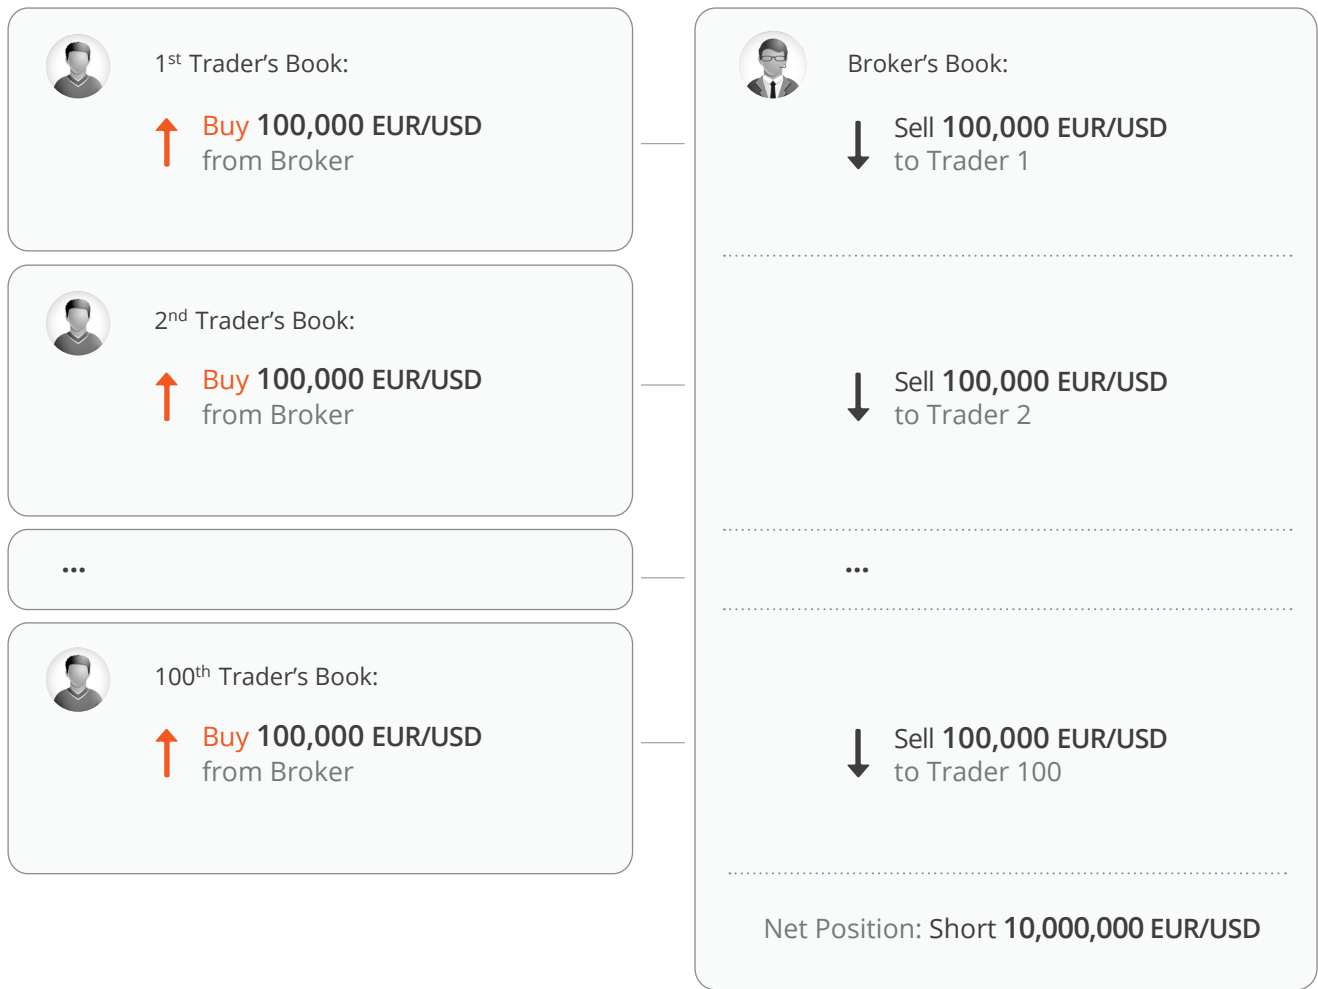 1st Trader’s Book:
Buy 100,000 EUR/USD
from Broker
2nd Trader’s Book:
Buy 100,000 EUR/USD
from Broker
...
100th Trader’s Book:
Buy 100,000 EUR/USD
from Broker
Broker’s Book:
Sell 100,000 EUR/USD
to Trader 1
Sell 100,000 EUR/USD
to Trader 2
...
Sell 100,000 EUR/USD
to Trader 100
Net Position: Short 10,000,000 EUR/USD